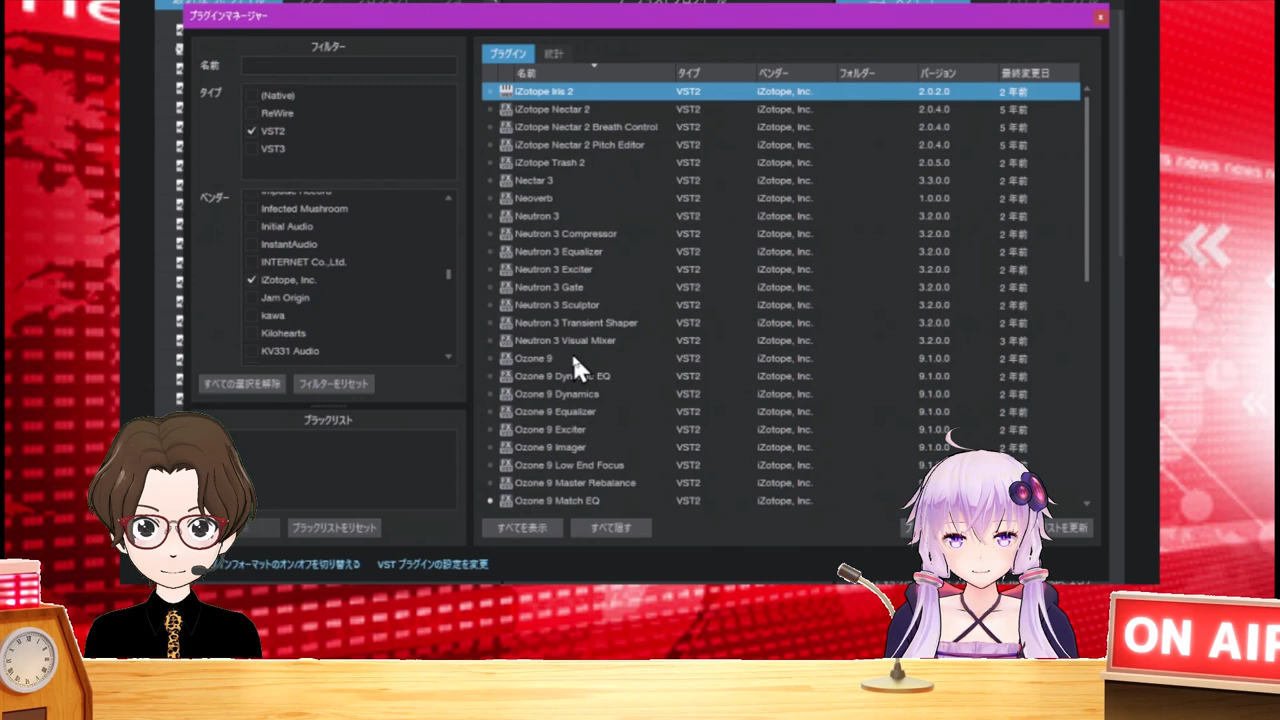 プラグインマネージャー
フィルター
名前
タイプ
(Native)
ReWire
VST2
VST3
ベンダー
Impulse Record
Infected Mushroom
Initial Audio
InstantAudio
INTERNET Co.,Ltd.
iZotope, Inc.
Jam Origin
kawa
Kilohearts
KV331 Audio
すべての選択を解除 フィルターをリセット
ブラックリスト
ブラックリストをリセット
プラグイン 統計
名前 タイプ ベンダー フォルダー バージョン 最終変更日
iZotope Iris 2 VST2 iZotope, Inc. 2.0.2.0 2 年前
iZotope Nectar 2 VST2 iZotope, Inc. 2.0.4.0 5 年前
iZotope Nectar 2 Breath Control VST2 iZotope, Inc. 2.0.4.0 5 年前
iZotope Nectar 2 Pitch Editor VST2 iZotope, Inc. 2.0.4.0 5 年前
iZotope Trash 2 VST2 iZotope, Inc. 2.0.5.0 2 年前
Nectar 3 VST2 iZotope, Inc. 3.3.0.0 2 年前
Neoverb VST2 iZotope, Inc. 1.0.0.0 2 年前
Neutron 3 VST2 iZotope, Inc. 3.2.0.0 2 年前
Neutron 3 Compressor VST2 iZotope, Inc. 3.2.0.0 2 年前
Neutron 3 Equalizer VST2 iZotope, Inc. 3.2.0.0 2 年前
Neutron 3 Exciter VST2 iZotope, Inc. 3.2.0.0 2 年前
Neutron 3 Gate VST2 iZotope, Inc. 3.2.0.0 2 年前
Neutron 3 Sculptor VST2 iZotope, Inc. 3.2.0.0 2 年前
Neutron 3 Transient Shaper VST2 iZotope, Inc. 3.2.0.0 2 年前
Neutron 3 Visual Mixer VST2 iZotope, Inc. 3.2.0.0 3 年前
Ozone 9 VST2 iZotope, Inc. 9.1.0.0 2 年前
Ozone 9 EQ VST2 iZotope, Inc. 9.1.0.0 2 年前
Ozone 9 Dynamics VST2 iZotope, Inc. 9.1.0.0 2 年前
Ozone 9 Equalizer VST2 iZotope, Inc. 9.1.0.0 2 年前
Ozone 9 Exciter VST2 iZotope, Inc. 9.1.0.0 2 年前
Ozone 9 Imager VST2 iZotope, Inc. 2 年前
Ozone 9 Low End Focus VST2 iZotope, Inc. 2 年前
Ozone 9 Master Rebalance VST2 iZotope, Inc. 2 年前
Ozone 9 Match EQ VST2 iZotope, Inc. 2 年前
すべてを表示 すべて隠す ストを更新
ンフォーマットのオン/オフを切り替える VST プラグインの設定を変更
news news
ON AIR